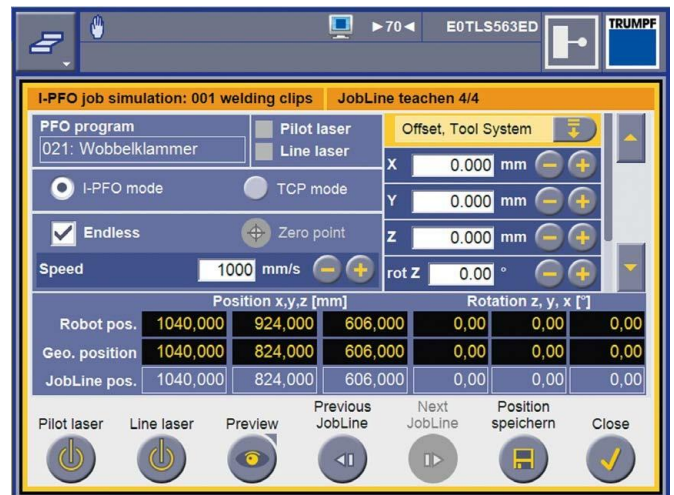 ►70◄ E0TLS563ED TRUMPF
I-PFO job simulation: 001 welding clips JobLine teachen 4/4
PFO program Pilot laser Offset, Tool System
021: Wobbelklammer Line laser
X 0.000 mm
I-PFO mode TCP mode
Y 0.000 mm
Endless Zero point
Z 0.000 mm
Speed 1000 mm/s rot Z 0.00 °
Position x,y,z [mm] Rotation z, y, x [°]
Robot pos. 1040,000 924,000 606,000 0,00 0,00 0,00
Geo. position 1040,000 824,000 606,000 0,00 0,00 0,00
JobLine pos. 1040,000 824,000 606,000 0,00 0,00 0,00
Pilot laser Line laser Preview Previous JobLine Next JobLine Position speichern Close